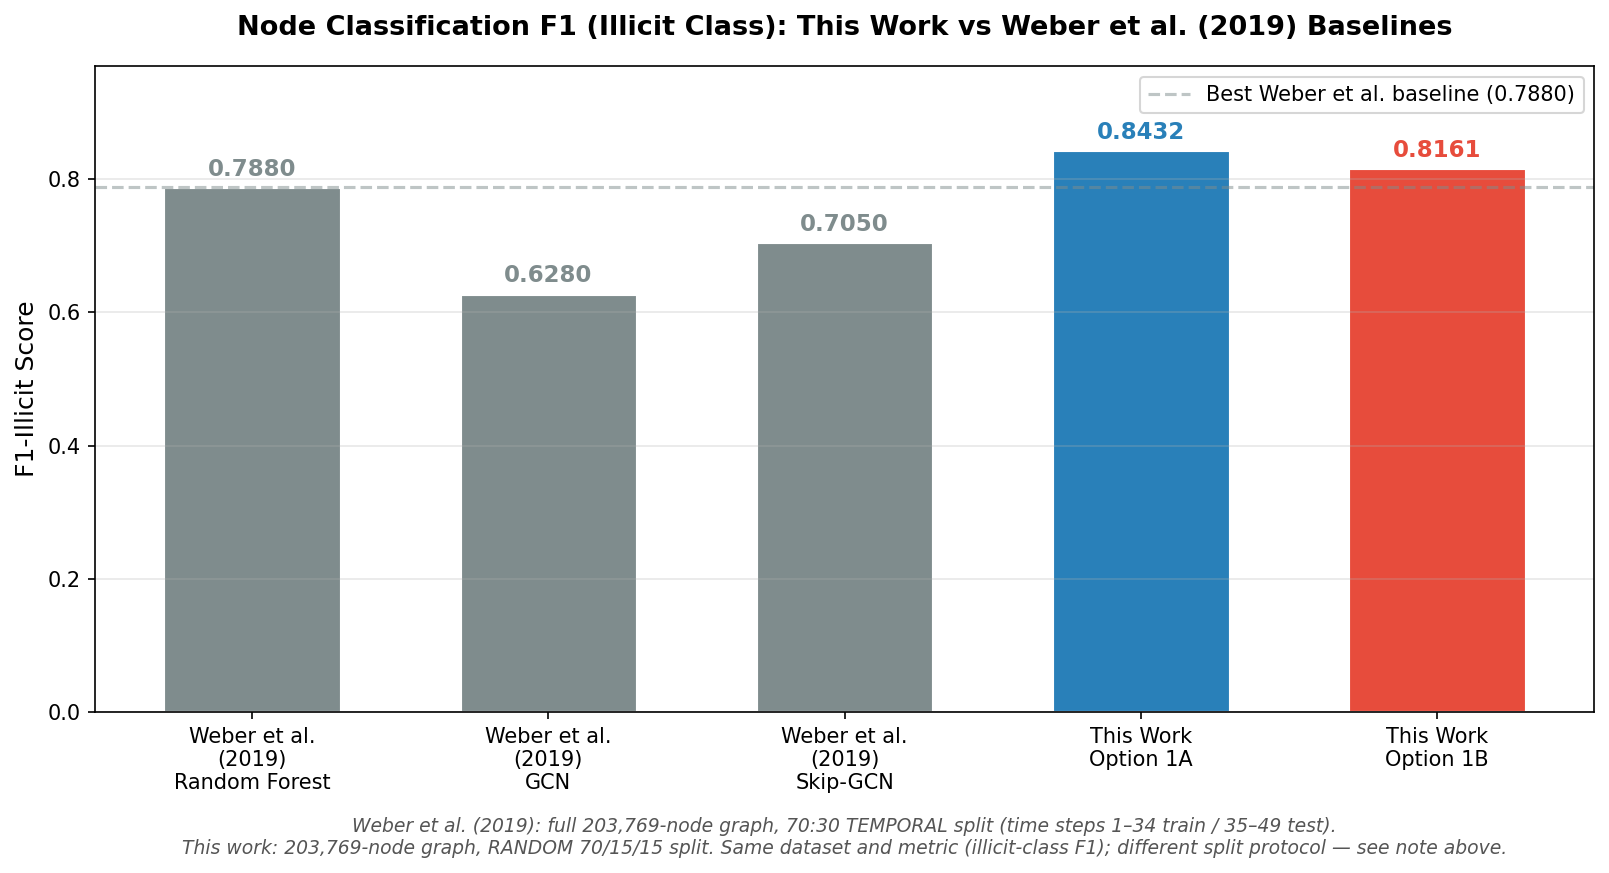 Node Classification F1 (Illicit Class): This Work vs Weber et al. (2019) Baselines
Best Weber et al. baseline (0.7880)
0.7880
0.6280
0.7050
0.8432
0.8161
F1-Illicit Score
0.8
0.6
0.4
0.2
0.0
Weber et al.
(2019)
Random Forest
Weber et al.
(2019)
GCN
Weber et al.
(2019)
Skip-GCN
This Work
Option 1A
This Work
Option 1B
Weber et al. (2019): full 203,769-node graph, 70:30 TEMPORAL split (time steps 1–34 train / 35–49 test).
This work: 203,769-node graph, RANDOM 70/15/15 split. Same dataset and metric (illicit-class F1); different split protocol — see note above.